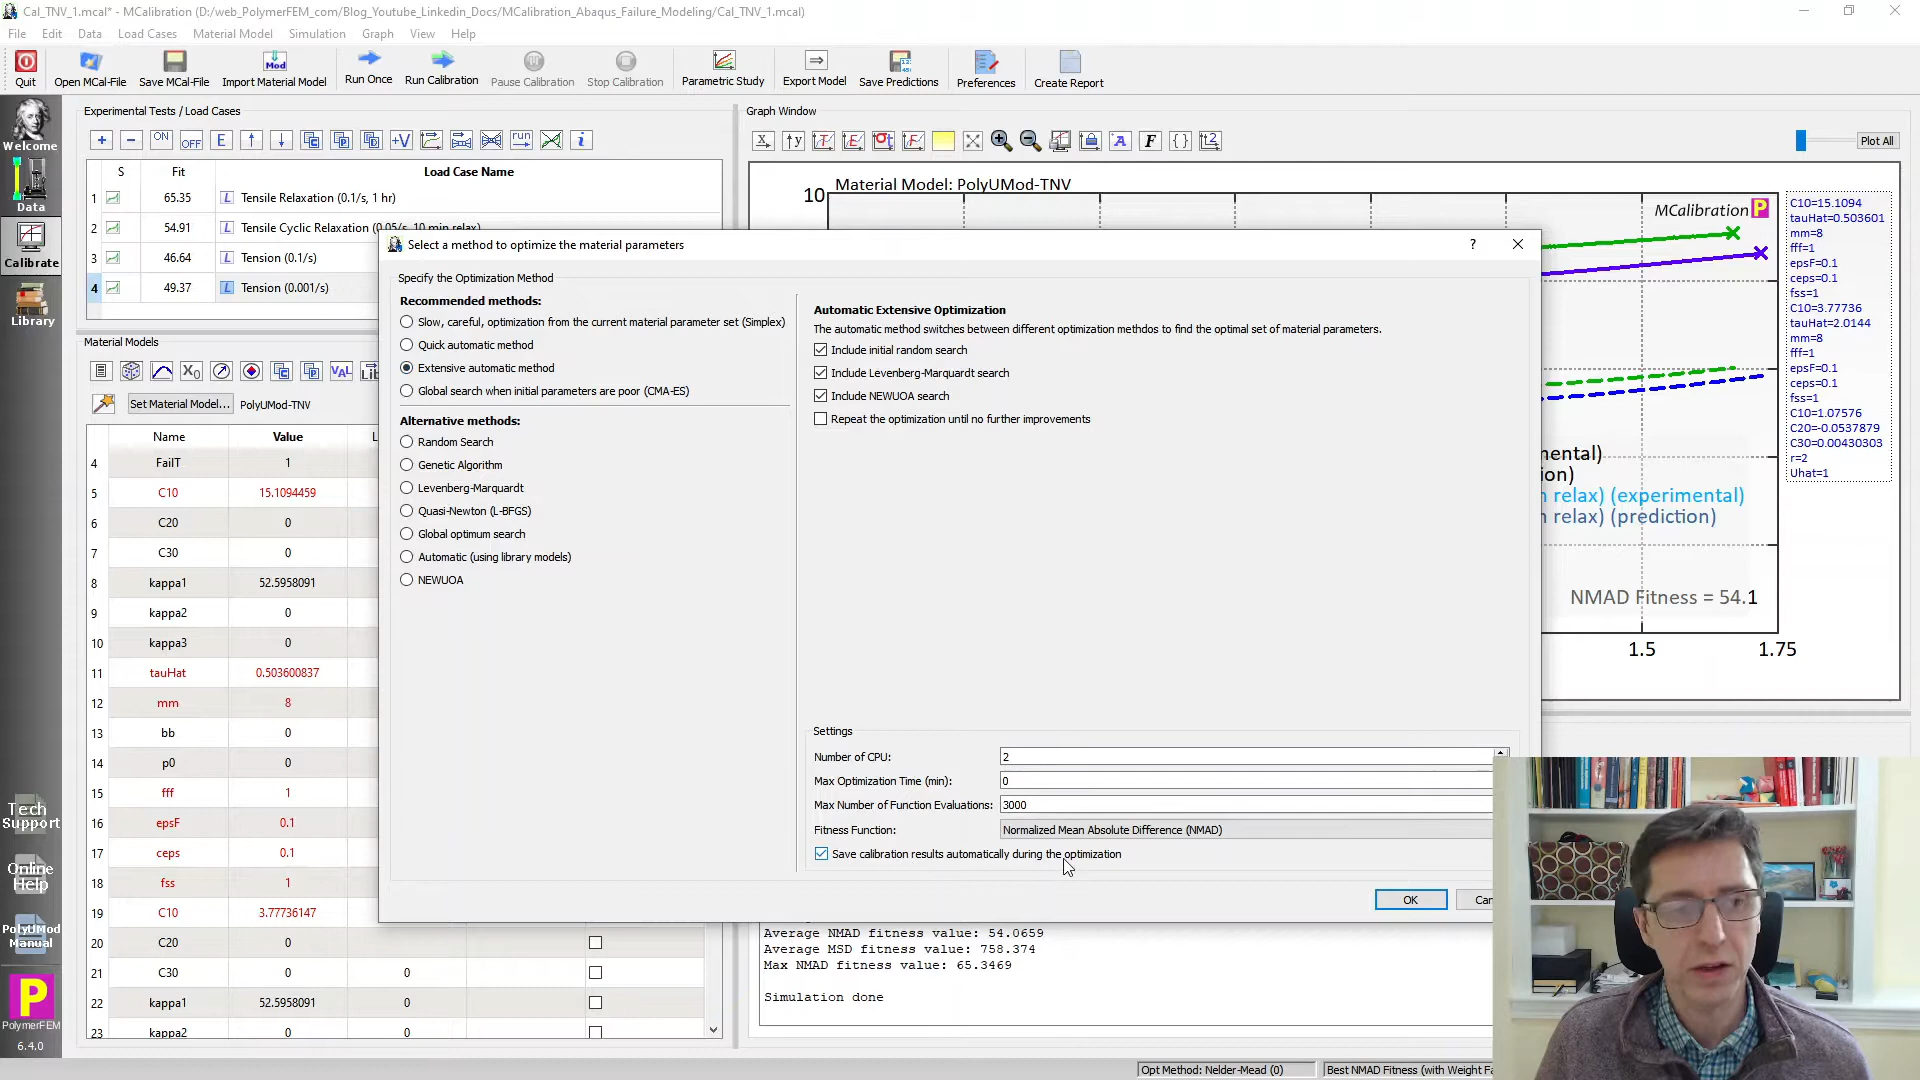 Cal_TNV_1.mcal* - MCalibration (D:/web_PolymerFEM_com/Blog_Youtube_Linkedin_Docs/MCalibration_Abaqus_Failure_Modeling/Cal_TNV_1.mcal)
File Edit Data Load Cases Material Model Simulation Graph View Help
Quit Open MCal-File Save MCal-File Import Material Model Run Once Run Calibration Pause Calibration Stop Calibration Parametric Study Export Model Save Predictions Preferences Create Report
Welcome
Data
Calibrate
Library
Tech Support
Online Help
PolyUMod Manual
PolymerFEM
6.4.0
Experimental Tests / Load Cases
S Fit Load Case Name
1 65.35 L Tensile Relaxation (0.1/s, 1 hr)
2 54.91 L Tensile Cyclic Relaxation (0.05/s, 10 min relax)
3 46.64 L Tension (0.1/s)
4 49.37 L Tension (0.001/s)
Material Models
Set Material Model... PolyUMod-TNV
Name Value L
4 FailT 1
5 C10 15.1094459
6 C20 0
7 C30 0
8 kappa1 52.5958091
9 kappa2 0
10 kappa3 0
11 tauHat 0.503600837
12 mm 8
13 bb 0
14 p0 0
15 fff 1
16 epsF 0.1
17 ceps 0.1
18 fss 1
19 C10 3.77736147
20 C20 0
21 C30 0 0
22 kappa1 52.5958091 0
23 kappa2 0 0
Select a method to optimize the material parameters
Specify the Optimization Method
Recommended methods:
Slow, careful, optimization from the current material parameter set (Simplex)
Quick automatic method
Extensive automatic method
Global search when initial parameters are poor (CMA-ES)
Alternative methods:
Random Search
Genetic Algorithm
Levenberg-Marquardt
Quasi-Newton (L-BFGS)
Global optimum search
Automatic (using library models)
NEWUOA
Automatic Extensive Optimization
The automatic method switches between different optimization methdos to find the optimal set of material parameters.
Include initial random search
Include Levenberg-Marquardt search
Include NEWUOA search
Repeat the optimization until no further improvements
Settings
Number of CPU: 2
Max Optimization Time (min): 0
Max Number of Function Evaluations: 3000
Fitness Function: Normalized Mean Absolute Difference (NMAD)
Save calibration results automatically during the optimization
OK Can
Graph Window
Plot All
Material Model: PolyUMod-TNV
10
MCalibration P
nental)
ion)
n relax) (experimental)
n relax) (prediction)
NMAD Fitness = 54.1
1.5 1.75
C10=15.1094
tauHat=0.503601
mm=8
fff=1
epsF=0.1
ceps=0.1
fss=1
C10=3.77736
tauHat=2.0144
mm=8
fff=1
epsF=0.1
ceps=0.1
fss=1
C10=1.07576
C20=-0.0537879
C30=0.00430303
r=2
Uhat=1
Average NMAD fitness value: 54.0659
Average MSD fitness value: 758.374
Max NMAD fitness value: 65.3469
Simulation done
Opt Method: Nelder-Mead (0) Best NMAD Fitness (with Weight Fa